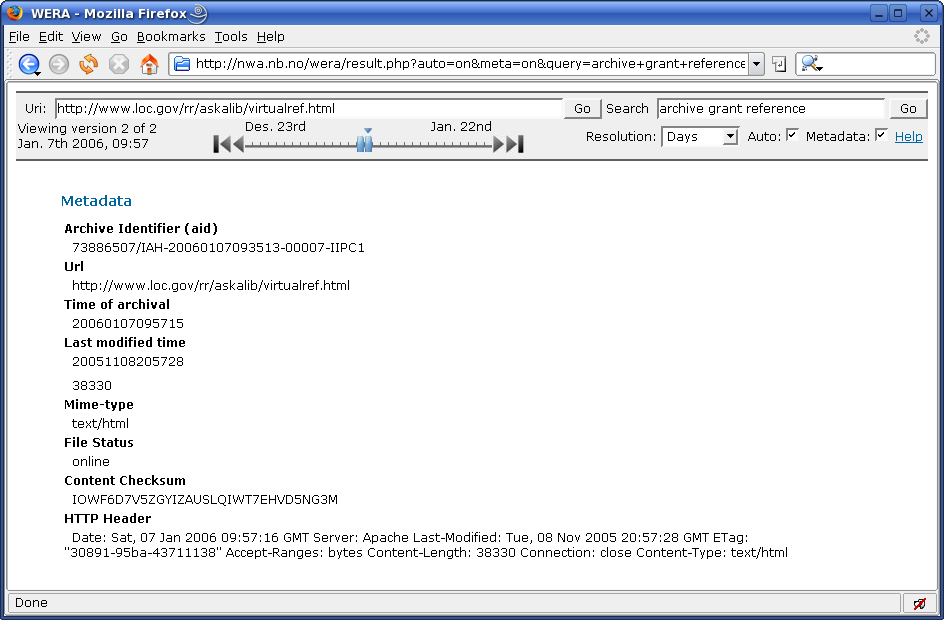 WERA - Mozilla Firefox
File Edit View Go Bookmarks Tools Help
http://nwa.nb.no/wera/result.php?auto=on&meta=on&query=archive+grant+reference
Uri: http://www.loc.gov/rr/askalib/virtualref.html Go Search archive grant reference Go
Viewing version 2 of 2 Des. 23rd Jan. 22nd
Jan. 7th 2006, 09:57 Resolution: Days Auto: Metadata: Help
Metadata
Archive Identifier (aid)
73886507/IAH-20060107093513-00007-IIPC1
Url
http://www.loc.gov/rr/askalib/virtualref.html
Time of archival
20060107095715
Last modified time
20051108205728
38330
Mime-type
text/html
File Status
online
Content Checksum
IOWF6D7V5ZGYIZAUSLQIWT7EHVD5NG3M
HTTP Header
Date: Sat, 07 Jan 2006 09:57:16 GMT Server: Apache Last-Modified: Tue, 08 Nov 2005 20:57:28 GMT ETag:
"30891-95ba-43711138" Accept-Ranges: bytes Content-Length: 38330 Connection: close Content-Type: text/html
Done